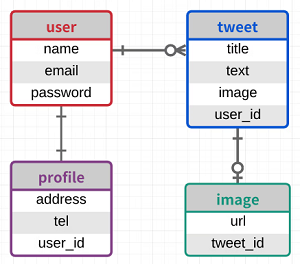 user
name
email
password
tweet
title
text
image
user_id
profile
address
tel
user_id
image
url
tweet_id